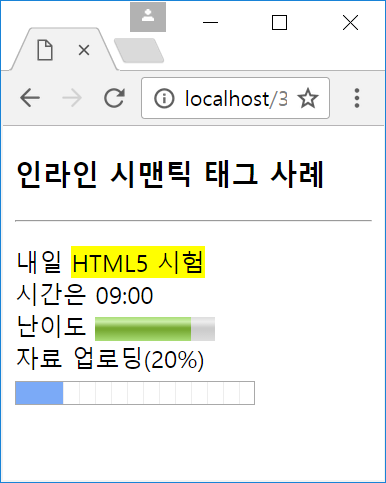 localhost/3
인라인 시맨틱 태그 사례
내일 HTML5 시험
시간은 09:00
난이도
자료 업로딩(20%)